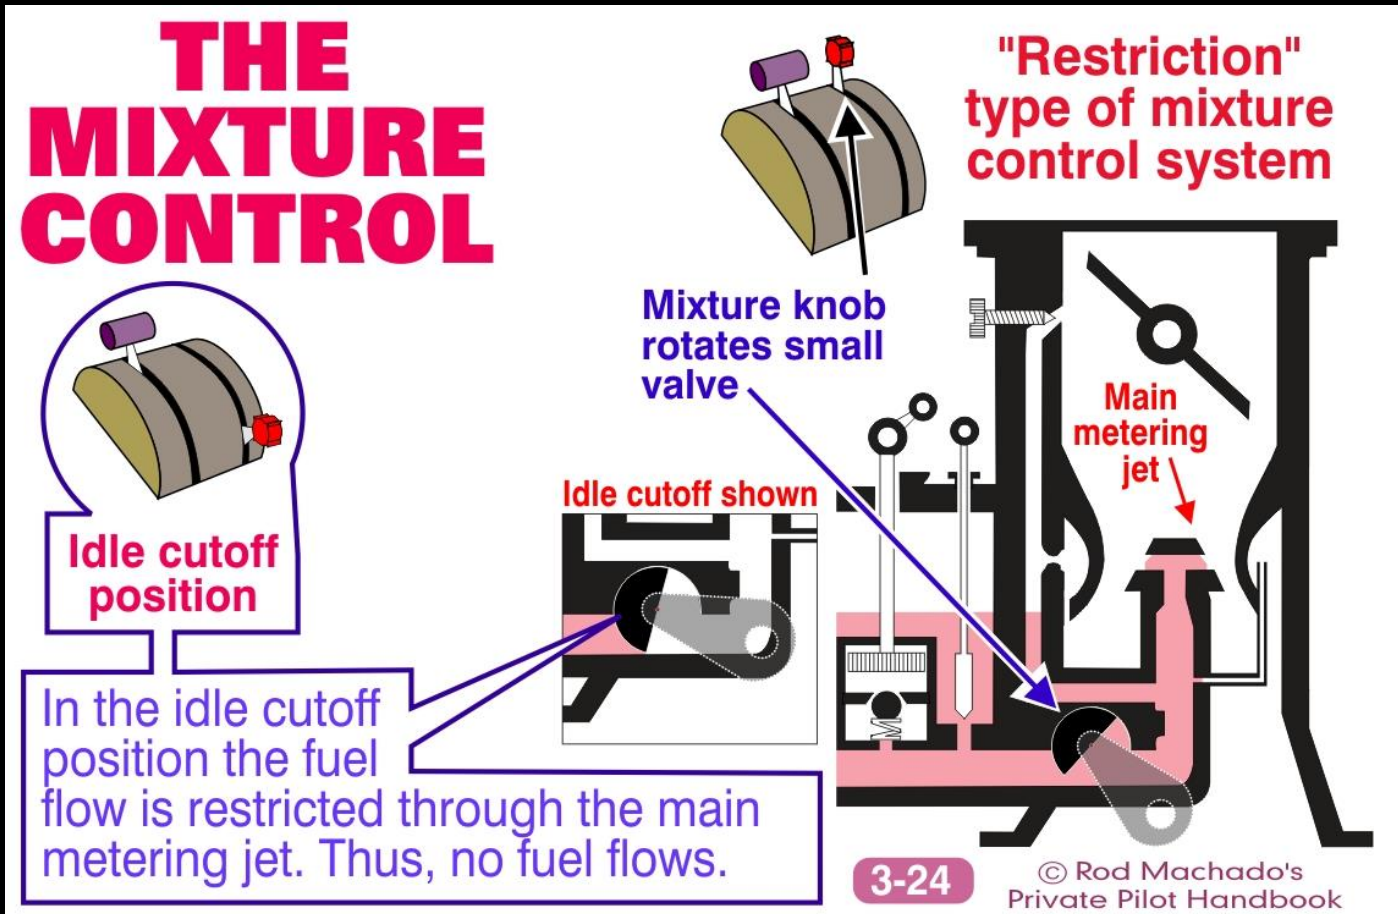 THE
MIXTURE
CONTROL
"Restriction"
type of mixture
control system
Mixture knob
rotates small
valve
Main
metering
jet
Idle cutoff shown
Idle cutoff
position
In the idle cutoff
position the fuel
flow is restricted through the main
metering jet. Thus, no fuel flows.
3-24
© Rod Machado's
Private Pilot Handbook